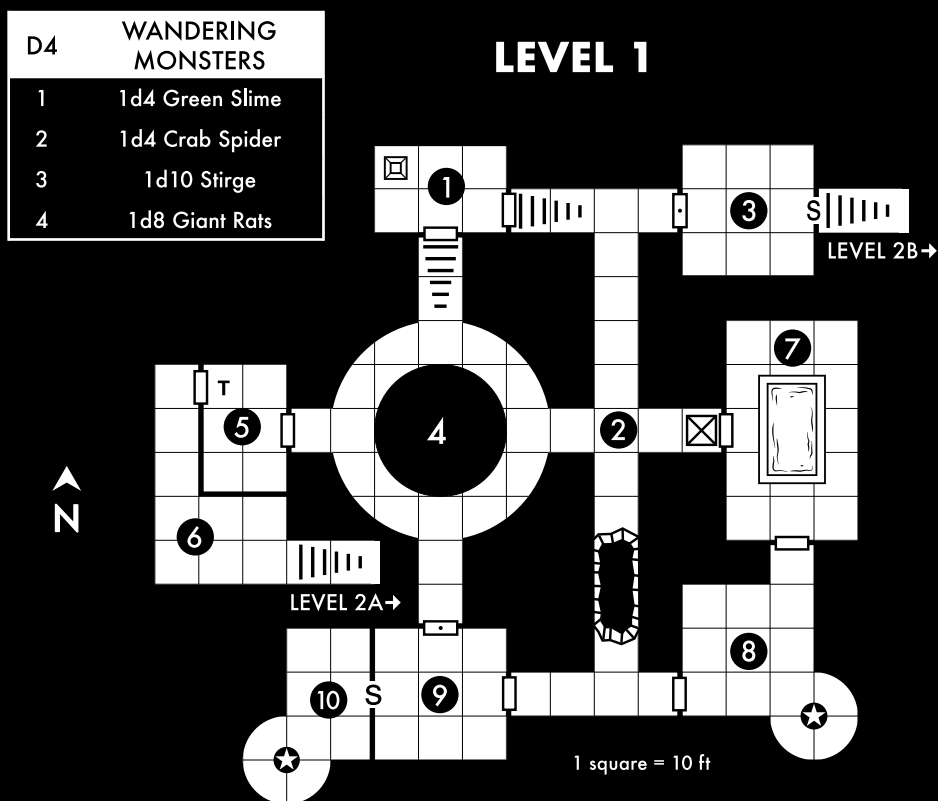 D4 WANDERING
MONSTERS
1 1d4 Green Slime
2 1d4 Crab Spider
3 1d10 Stirge
4 1d8 Giant Rats
LEVEL 1
1
3
S
LEVEL 2B→
7
T
5
4
2
N
6
LEVEL 2A→
8
10
S
9
1 square = 10 ft